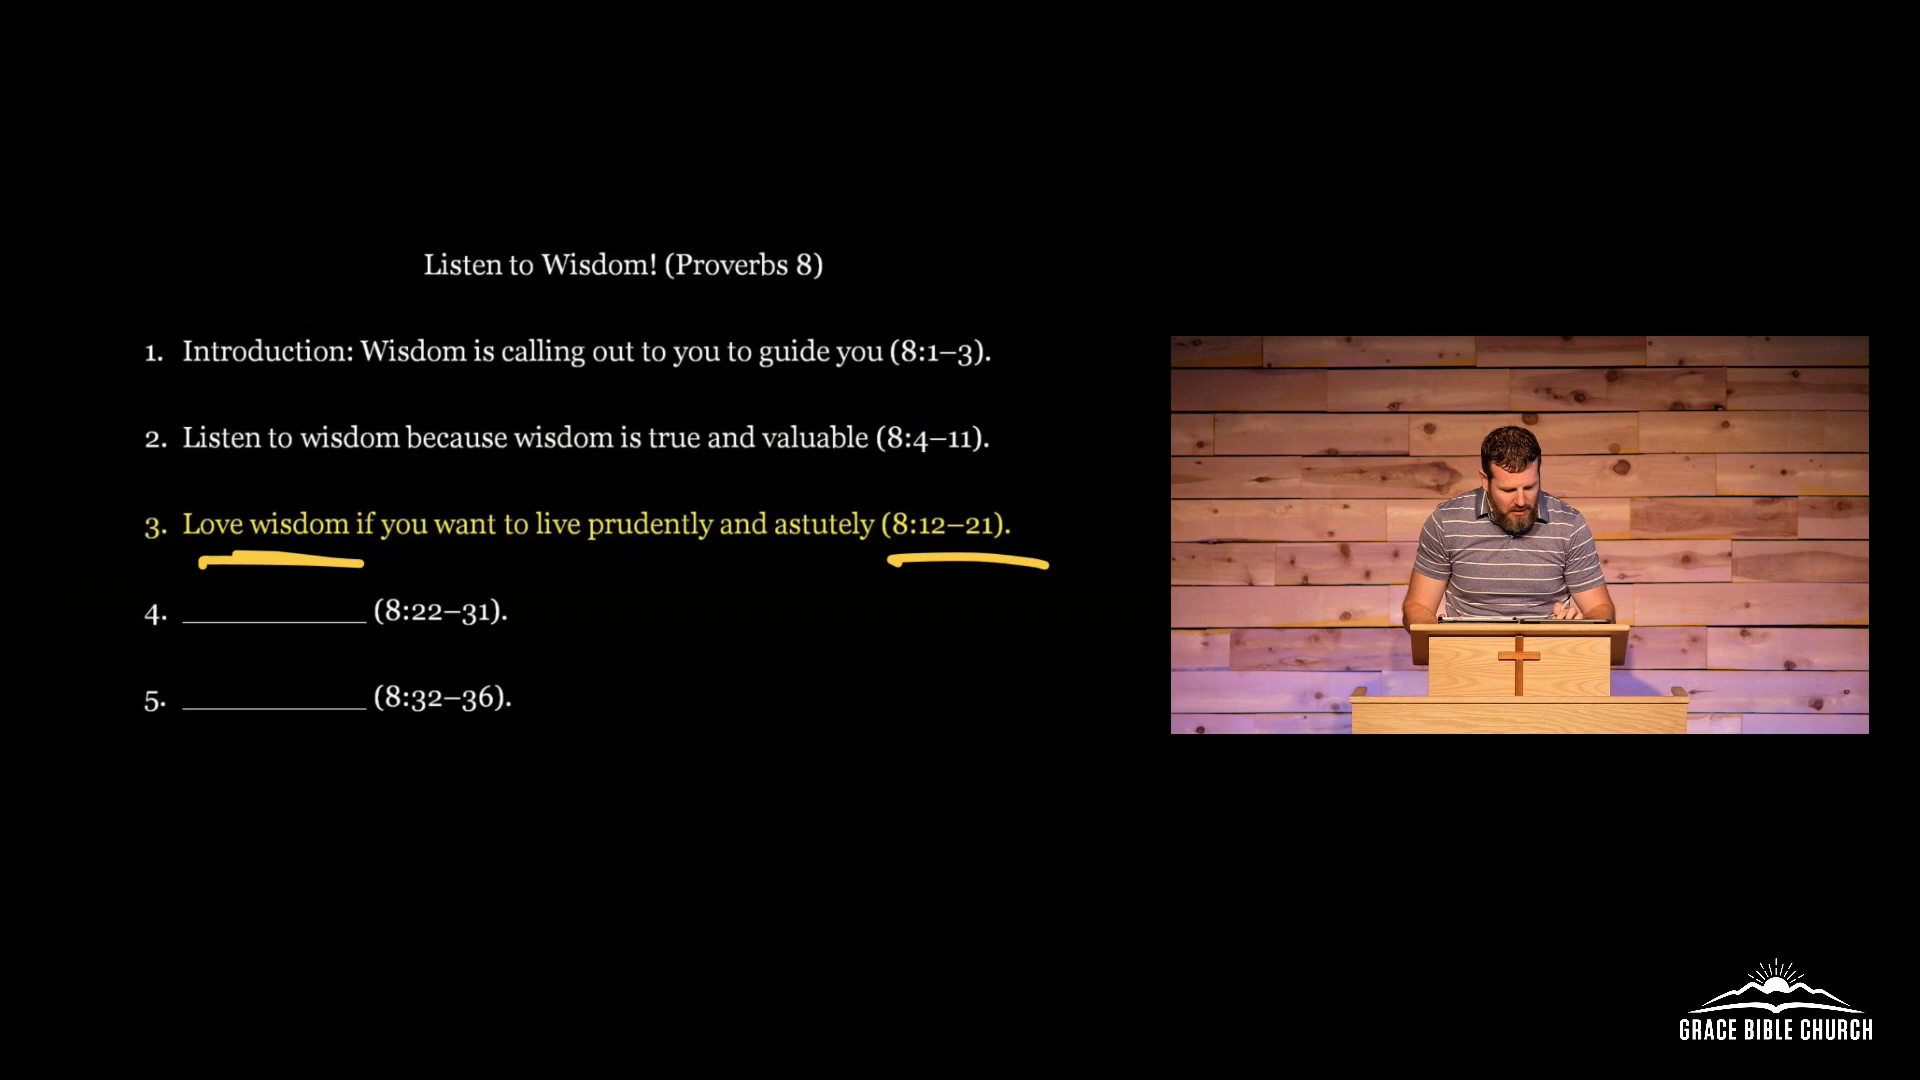 Listen to Wisdom! (Proverbs 8)
1. Introduction: Wisdom is calling out to you to guide you (8:1–3).
2. Listen to wisdom because wisdom is true and valuable (8:4–11).
3. Love wisdom if you want to live prudently and astutely (8:12–21).
4. ____________ (8:22–31).
5. ____________ (8:32–36).
GRACE BIBLE CHURCH